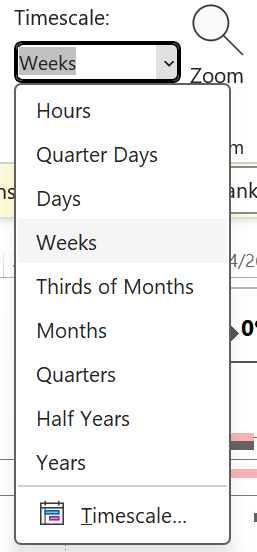 Timescale:
Weeks
Zoom
Hours
Quarter Days
Days
Weeks
Thirds of Months
Months
Quarters
Half Years
Years
Timescale...